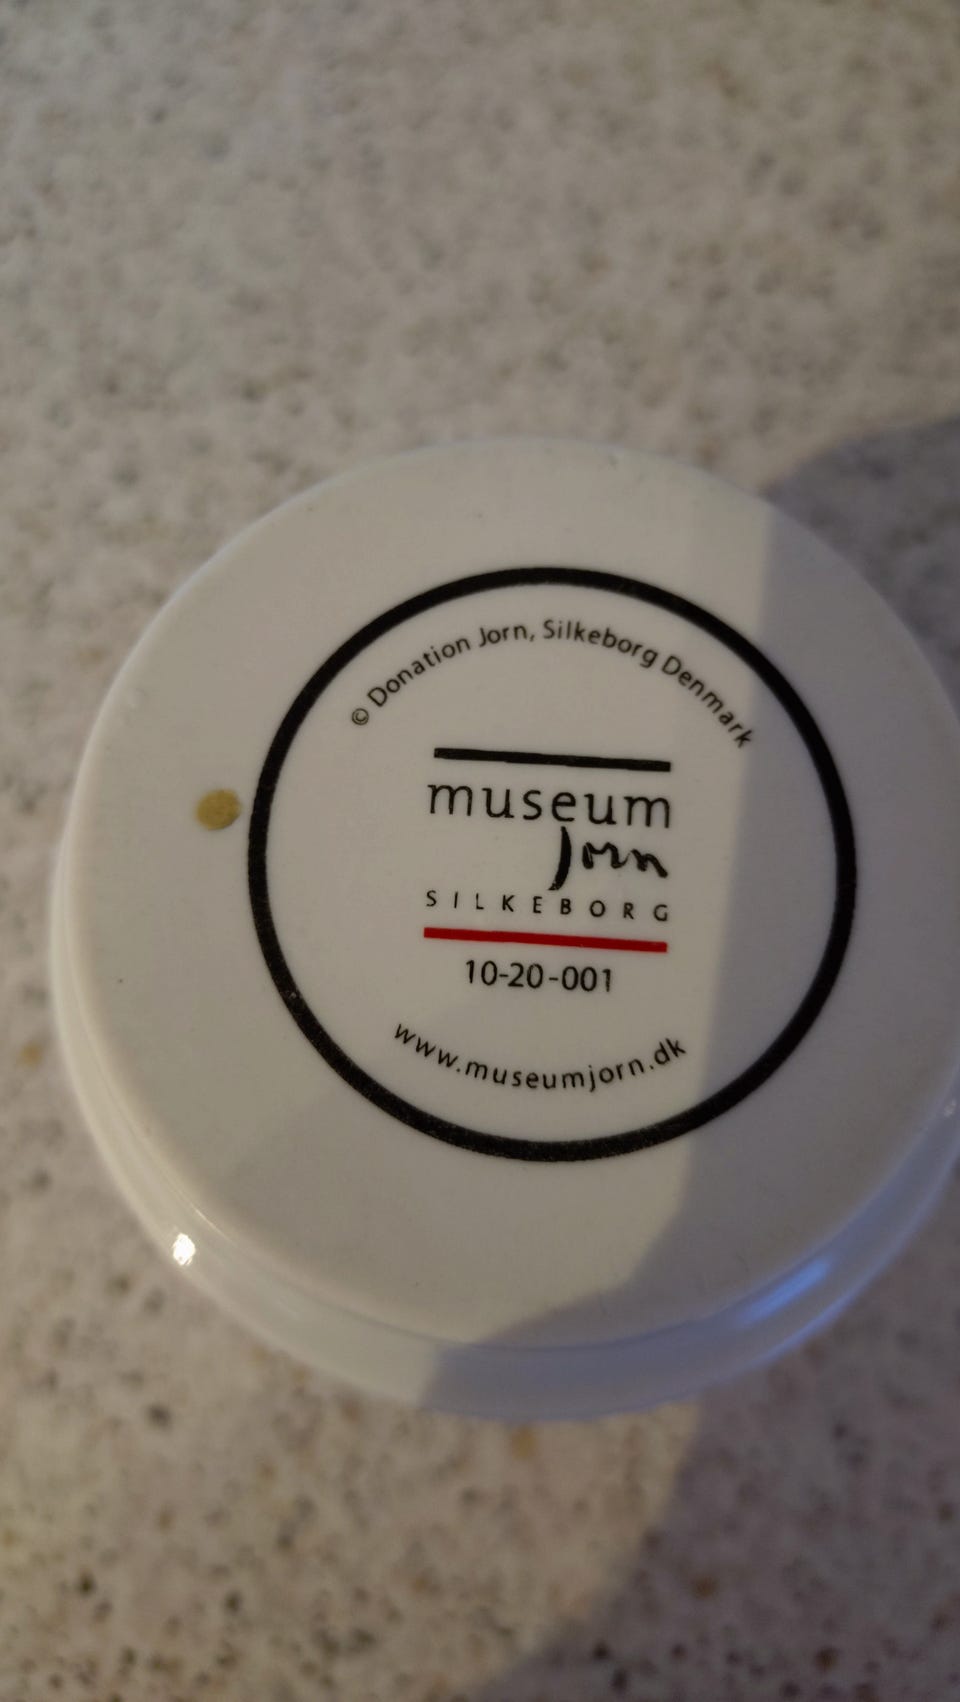 © Donation Jorn, Silkeborg Denmark
museum
Jorn
SILKEBORG
10-20-001
www.museumjorn.dk